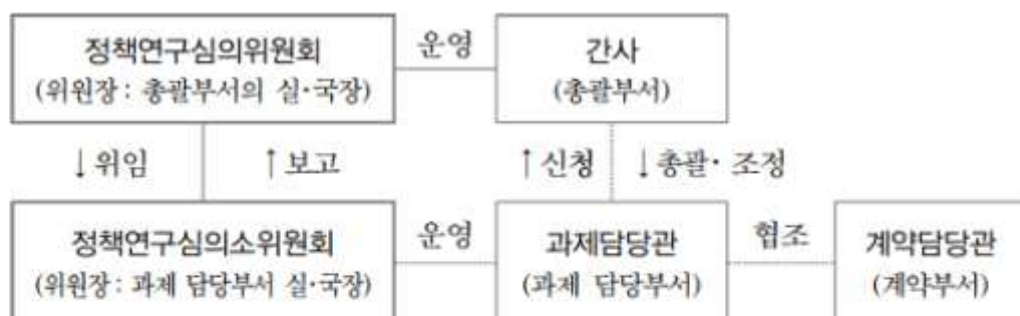 정책연구심의위원회 운영 간사
(위원장 : 총괄부서의 실·국장) (총괄부서)
↓위임 ↑보고 ↑신청 ↓총괄· 조정
정책연구심의소위원회 운영 과제담당관 협조 계약담당관
(위원장 : 과제 담당부서 실·국장) (과제 담당부서) (계약부서)